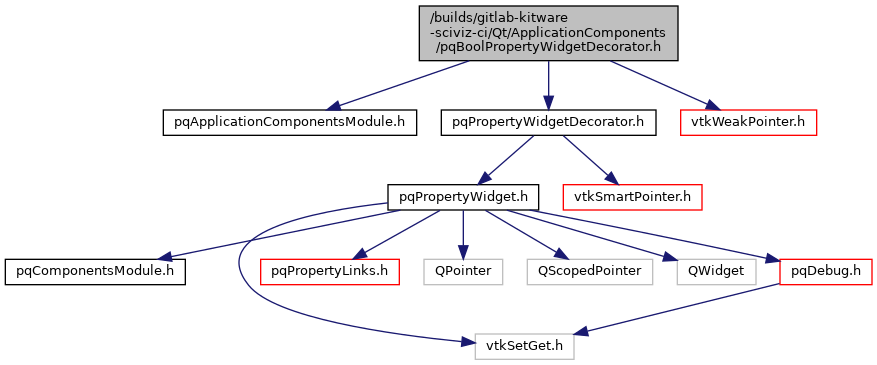 /builds/gitlab-kitware
-sciviz-ci/Qt/ApplicationComponents
/pqBoolPropertyWidgetDecorator.h
pqApplicationComponentsModule.h
pqPropertyWidgetDecorator.h
vtkWeakPointer.h
pqPropertyWidget.h
vtkSmartPointer.h
pqComponentsModule.h
pqPropertyLinks.h
QPointer
QScopedPointer
QWidget
pqDebug.h
vtkSetGet.h